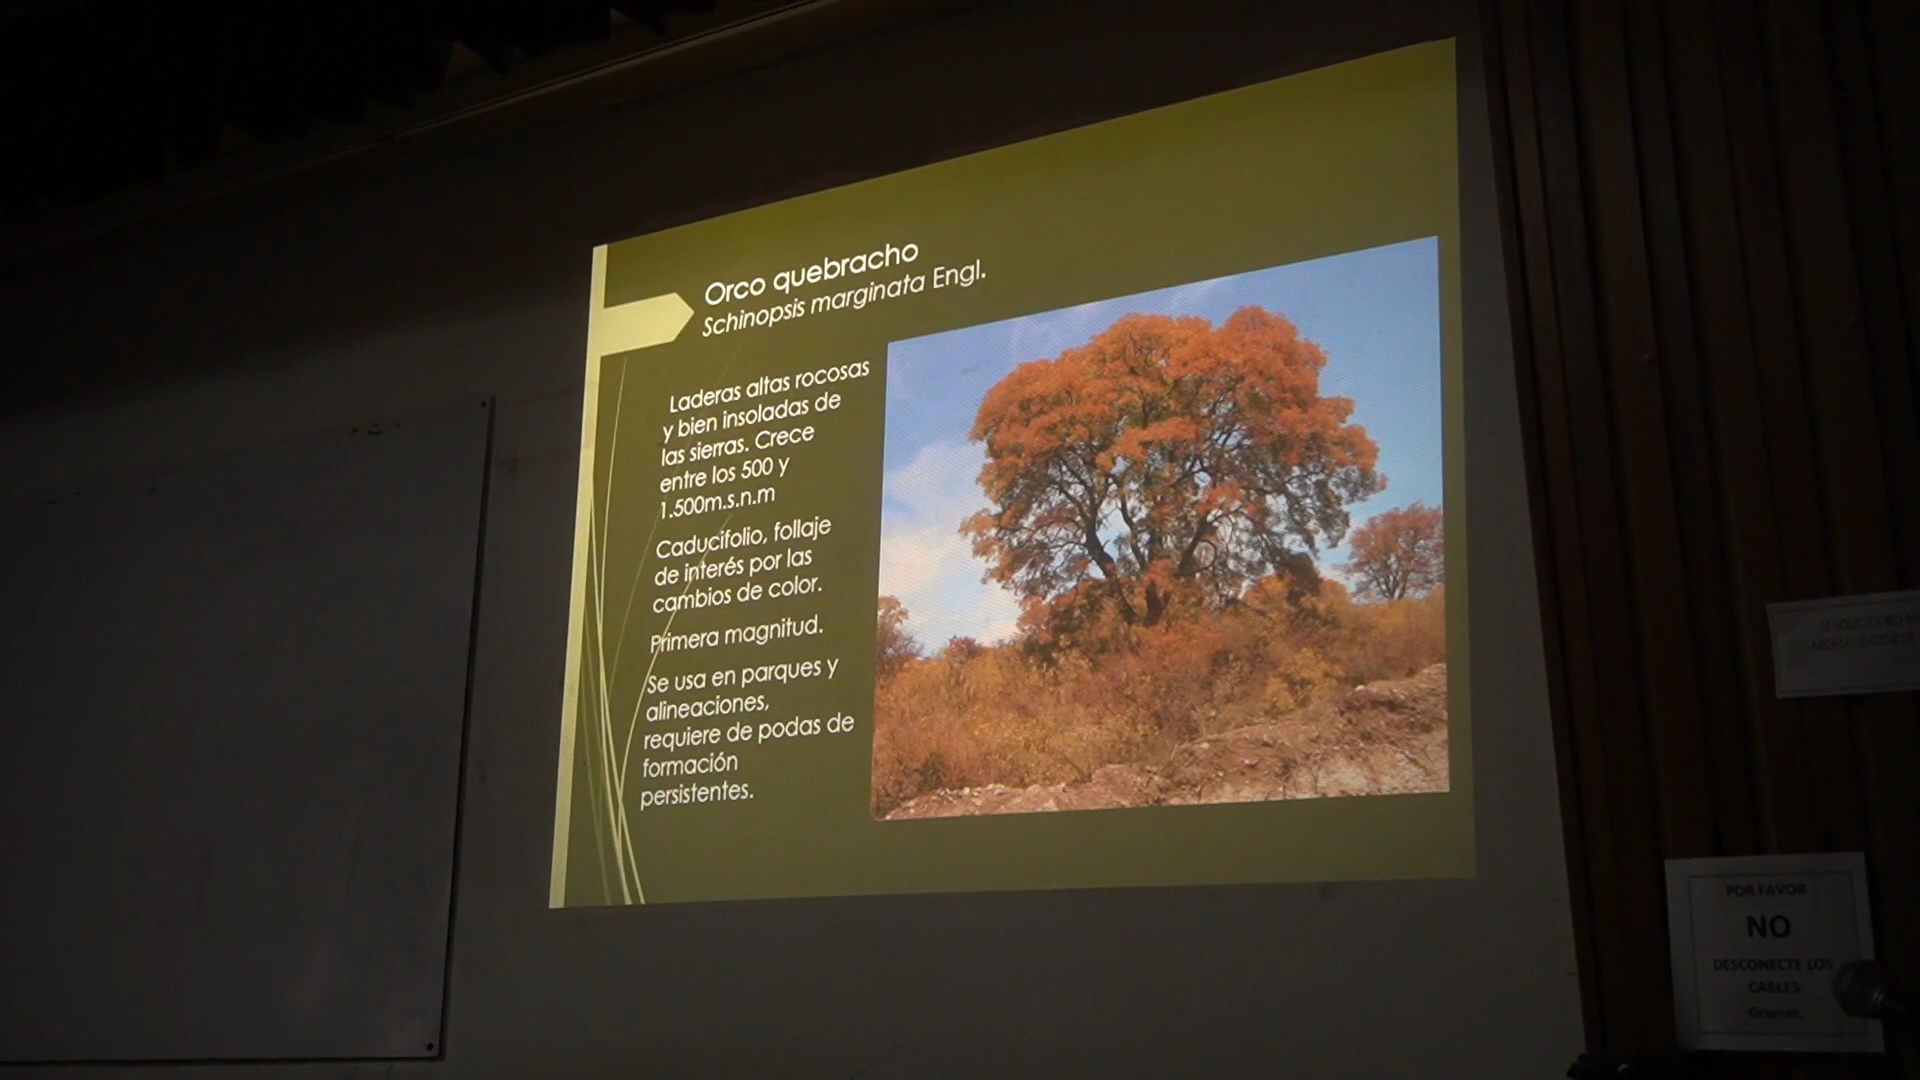 Orco quebracho
Schinopsis marginata Engl.
Laderas altas rocosas
y bien insoladas de
las sierras. Crece
entre los 500 y
1.500m.s.n.m
Caducifolio, follaje
de interés por las
cambios de color.
Primera magnitud.
Se usa en parques y
alineaciones,
requiere de podas de
formación
persistentes.
POR FAVOR
NO
DESCONECTE LOS
CABLES
Gracias.